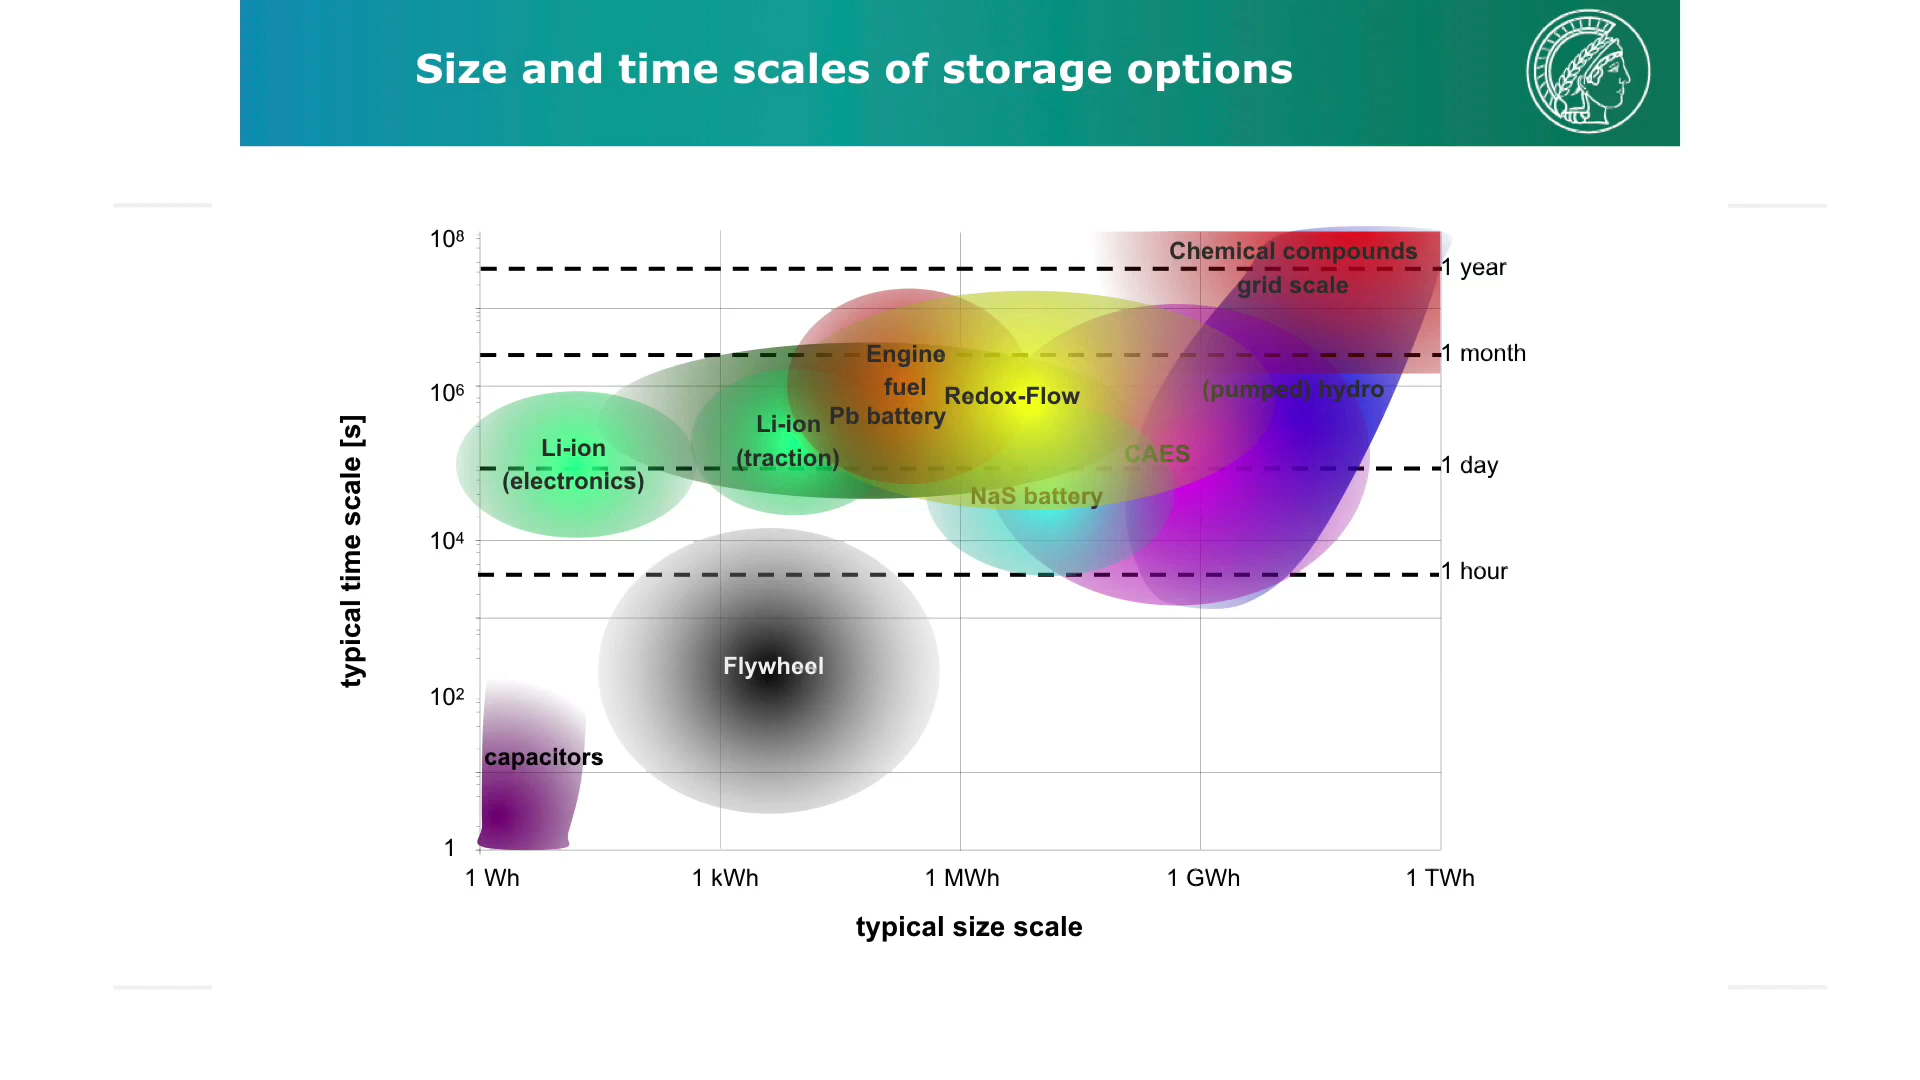 Size and time scales of storage options
typical time scale [s]
10⁸
10⁶
10⁴
10²
1
1 year
1 month
1 day
1 hour
Chemical compounds
grid scale
Engine
fuel
Pb battery
Redox-Flow
(pumped) hydro
Li-ion
(traction)
Li-ion
(electronics)
CAES
NaS battery
Flywheel
capacitors
1 Wh
1 kWh
1 MWh
1 GWh
1 TWh
typical size scale